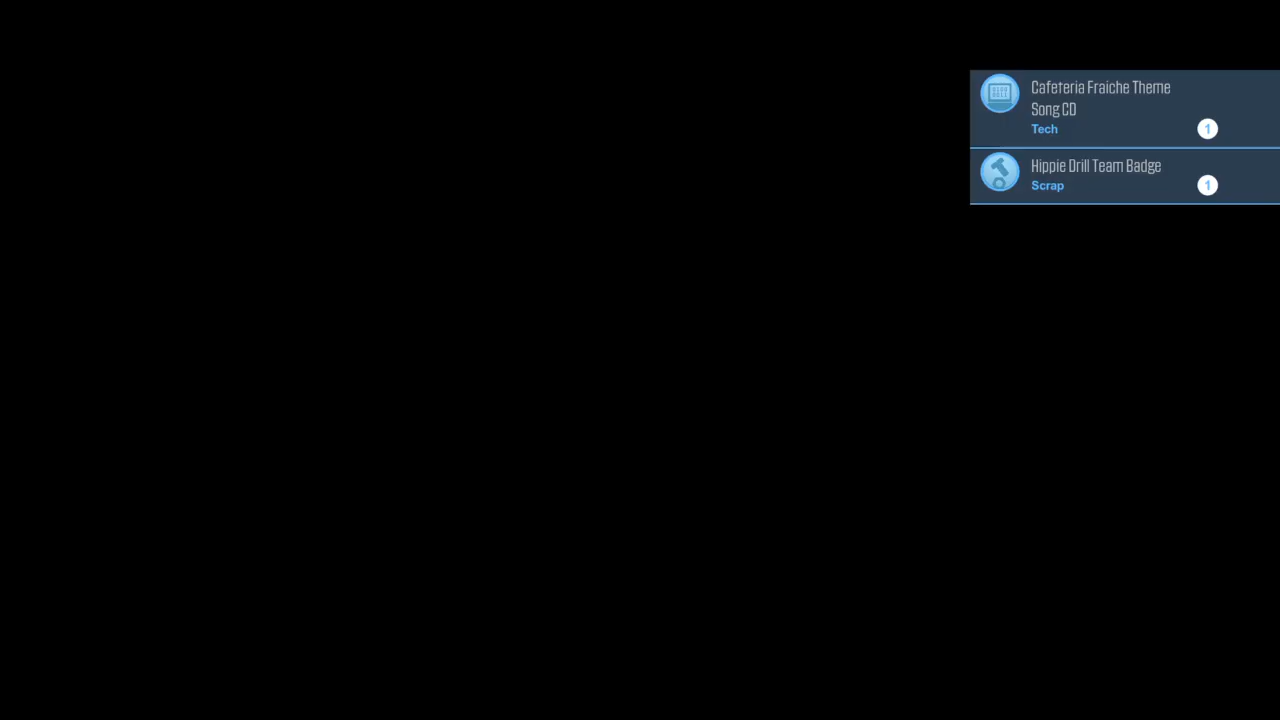 Cafeteria Fraiche Theme
Song CD
Tech
1
Hippie Drill Team Badge
Scrap
1